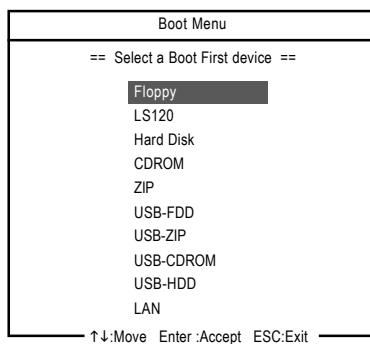 Boot Menu
== Select a Boot First device ==
Floppy
LS120
Hard Disk
CDROM
ZIP
USB-FDD
USB-ZIP
USB-CDROM
USB-HDD
LAN
↑↓:Move Enter :Accept ESC:Exit